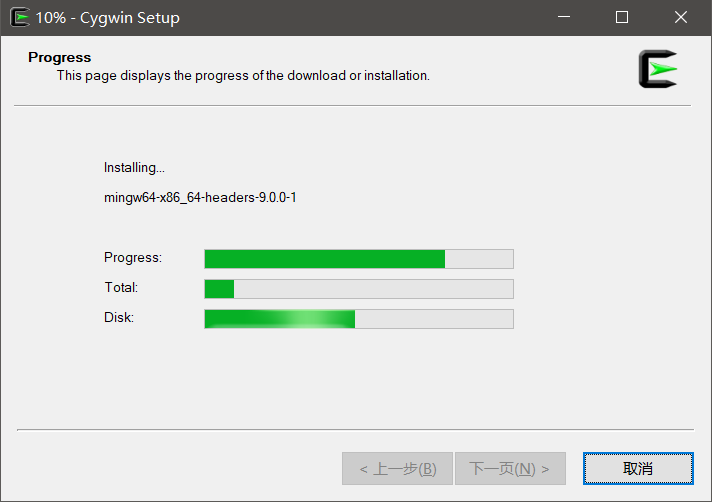 10% - Cygwin Setup
Progress
This page displays the progress of the download or installation.
Installing...
mingw64-x86_64-headers-9.0.0-1
Progress:
Total:
Disk:
< 上一步(B)
下一页(N) >
取消